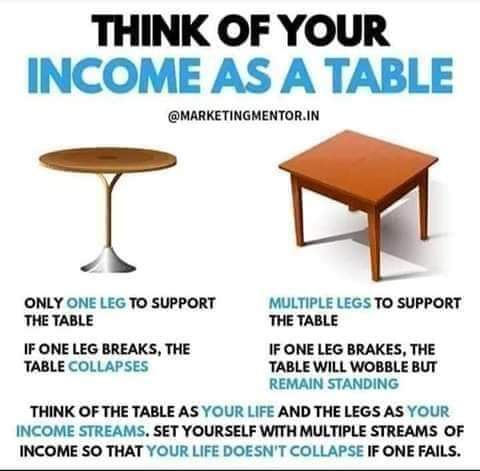 THINK OF YOUR
INCOME AS A TABLE
@MARKETINGMENTOR.IN
ONLY ONE LEG TO SUPPORT
THE TABLE
IF ONE LEG BREAKS, THE
TABLE COLLAPSES
MULTIPLE LEGS TO SUPPORT
THE TABLE
IF ONE LEG BRAKES, THE
TABLE WILL WOBBLE BUT
REMAIN STANDING
THINK OF THE TABLE AS YOUR LIFE AND THE LEGS AS YOUR
INCOME STREAMS. SET YOURSELF WITH MULTIPLE STREAMS OF
INCOME SO THAT YOUR LIFE DOESN'T COLLAPSE IF ONE FAILS.